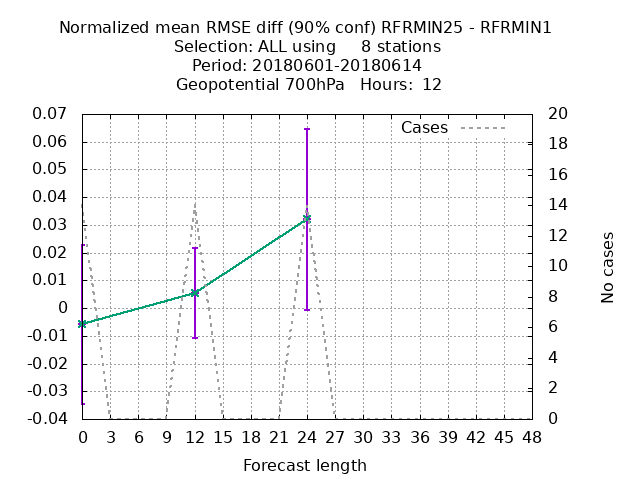 Normalized mean RMSE diff (90% conf) RFRMIN25 - RFRMIN1
Selection: ALL using     8 stations
Period: 20180601-20180614
Geopotential 700hPa   Hours:  12
Cases
0.07
0.06
0.05
0.04
0.03
0.02
0.01
0
-0.01
-0.02
-0.03
-0.04
20
18
16
14
12
10
8
6
4
2
0
No cases
0 3 6 9 12 15 18 21 24 27 30 33 36 39 42 45 48
Forecast length